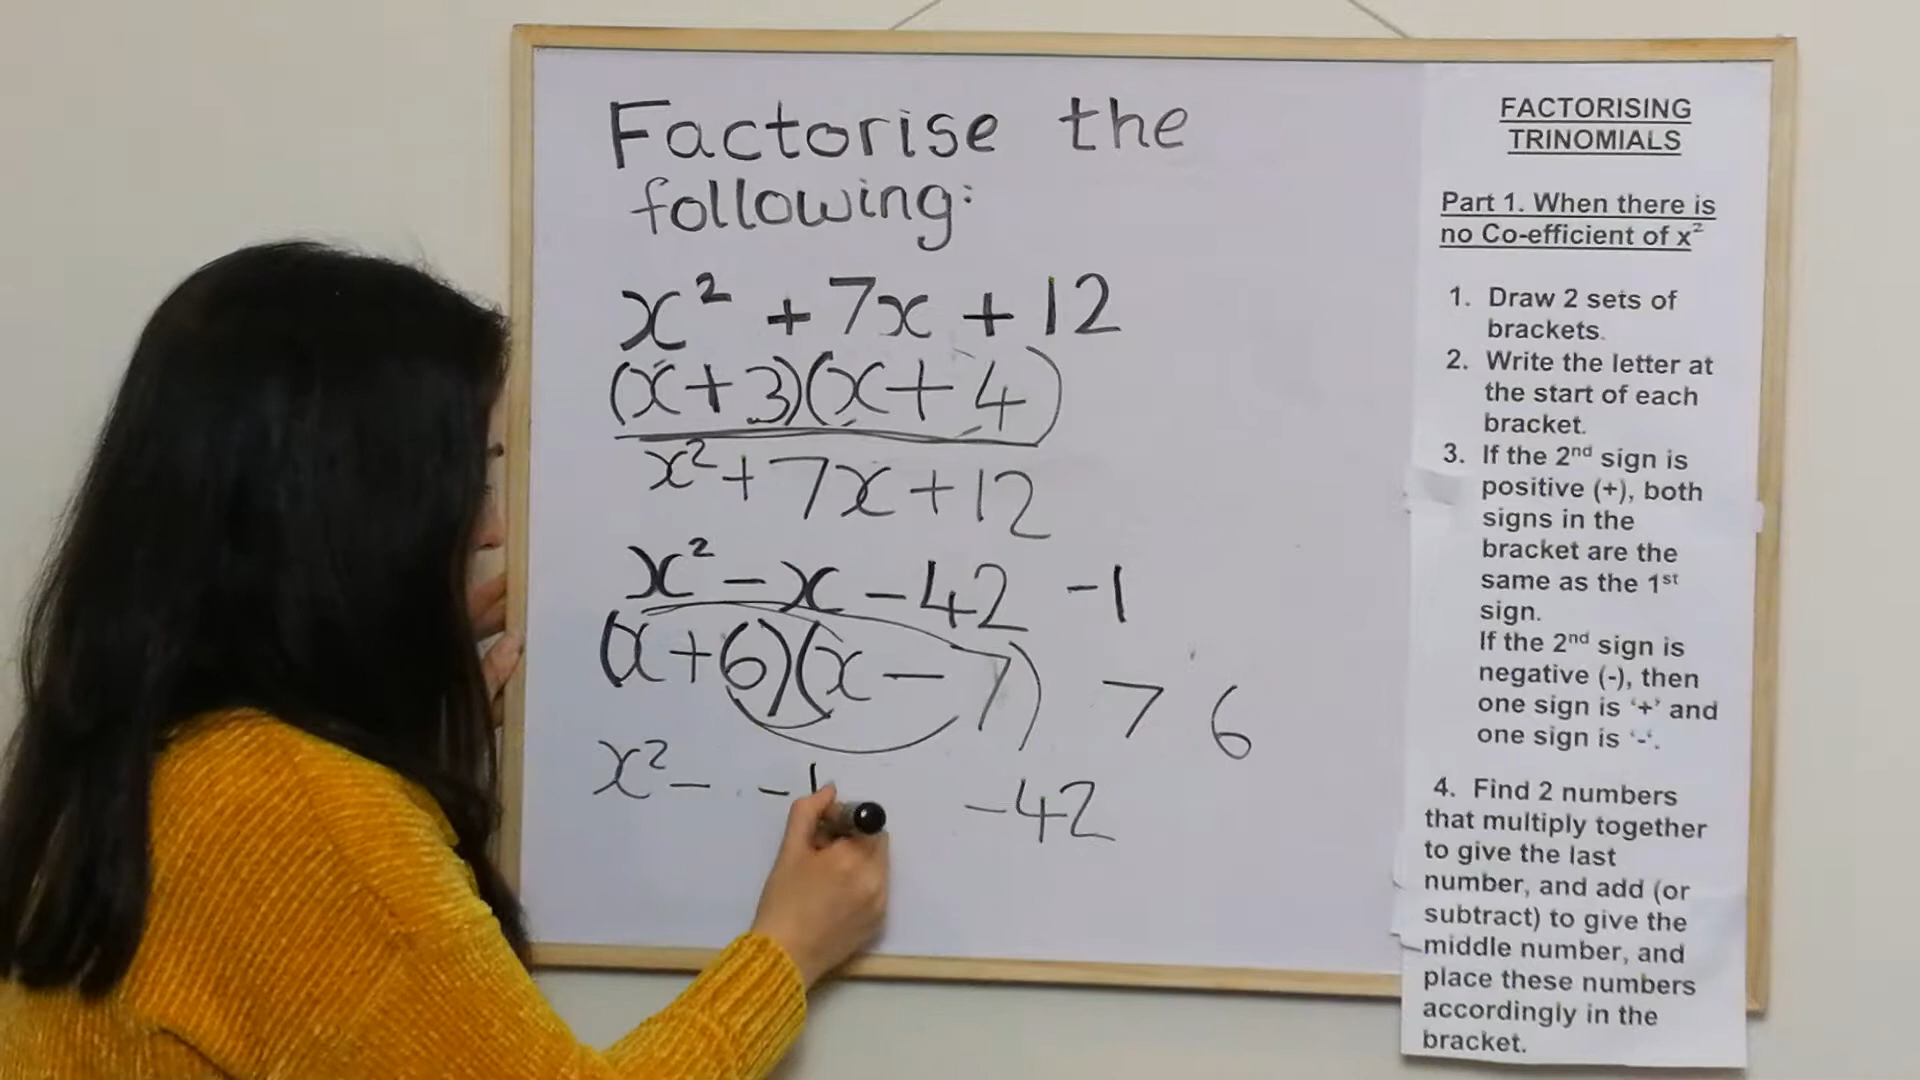 Factorise the
following:
x² + 7x + 12
(x + 3)(x + 4)
x² + 7x + 12
x² - x - 42 -1
(x + 6)(x - 7) 7 6
x² - -1 -42
FACTORISING
TRINOMIALS
Part 1. When there is
no Co-efficient of x²
1. Draw 2 sets of
brackets.
2. Write the letter at
the start of each
bracket.
3. If the 2nd sign is
positive (+), both
signs in the
bracket are the
same as the 1st
sign.
If the 2nd sign is
negative (-), then
one sign is '+' and
one sign is '-'.
4. Find 2 numbers
that multiply together
to give the last
number, and add (or
subtract) to give the
middle number, and
place these numbers
accordingly in the
bracket.